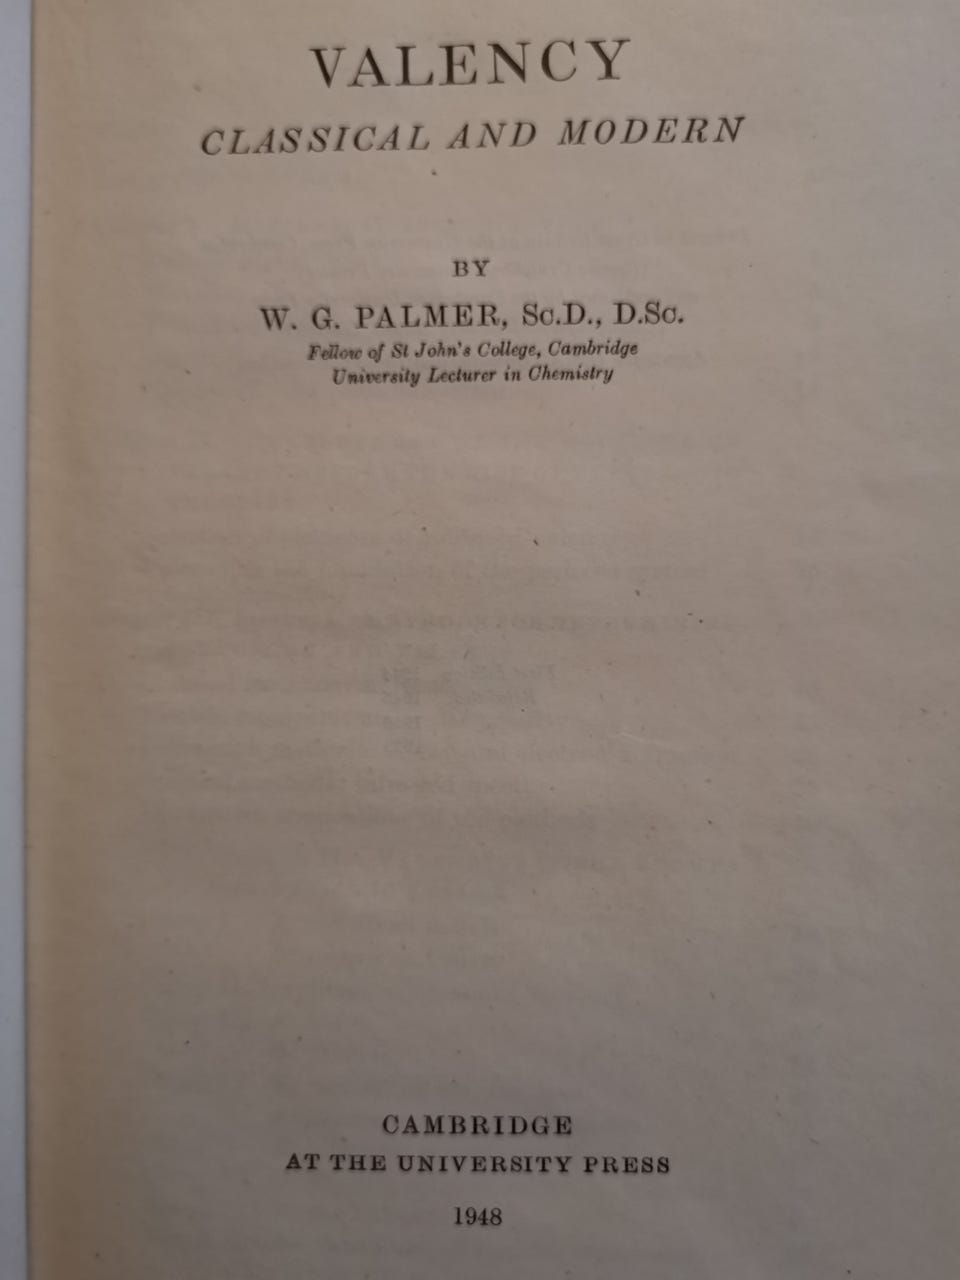 VALENCY
CLASSICAL AND MODERN
BY
W. G. PALMER, Sc.D., D.Sc.
Fellow of St John's College, Cambridge
University Lecturer in Chemistry
CAMBRIDGE
AT THE UNIVERSITY PRESS
1948